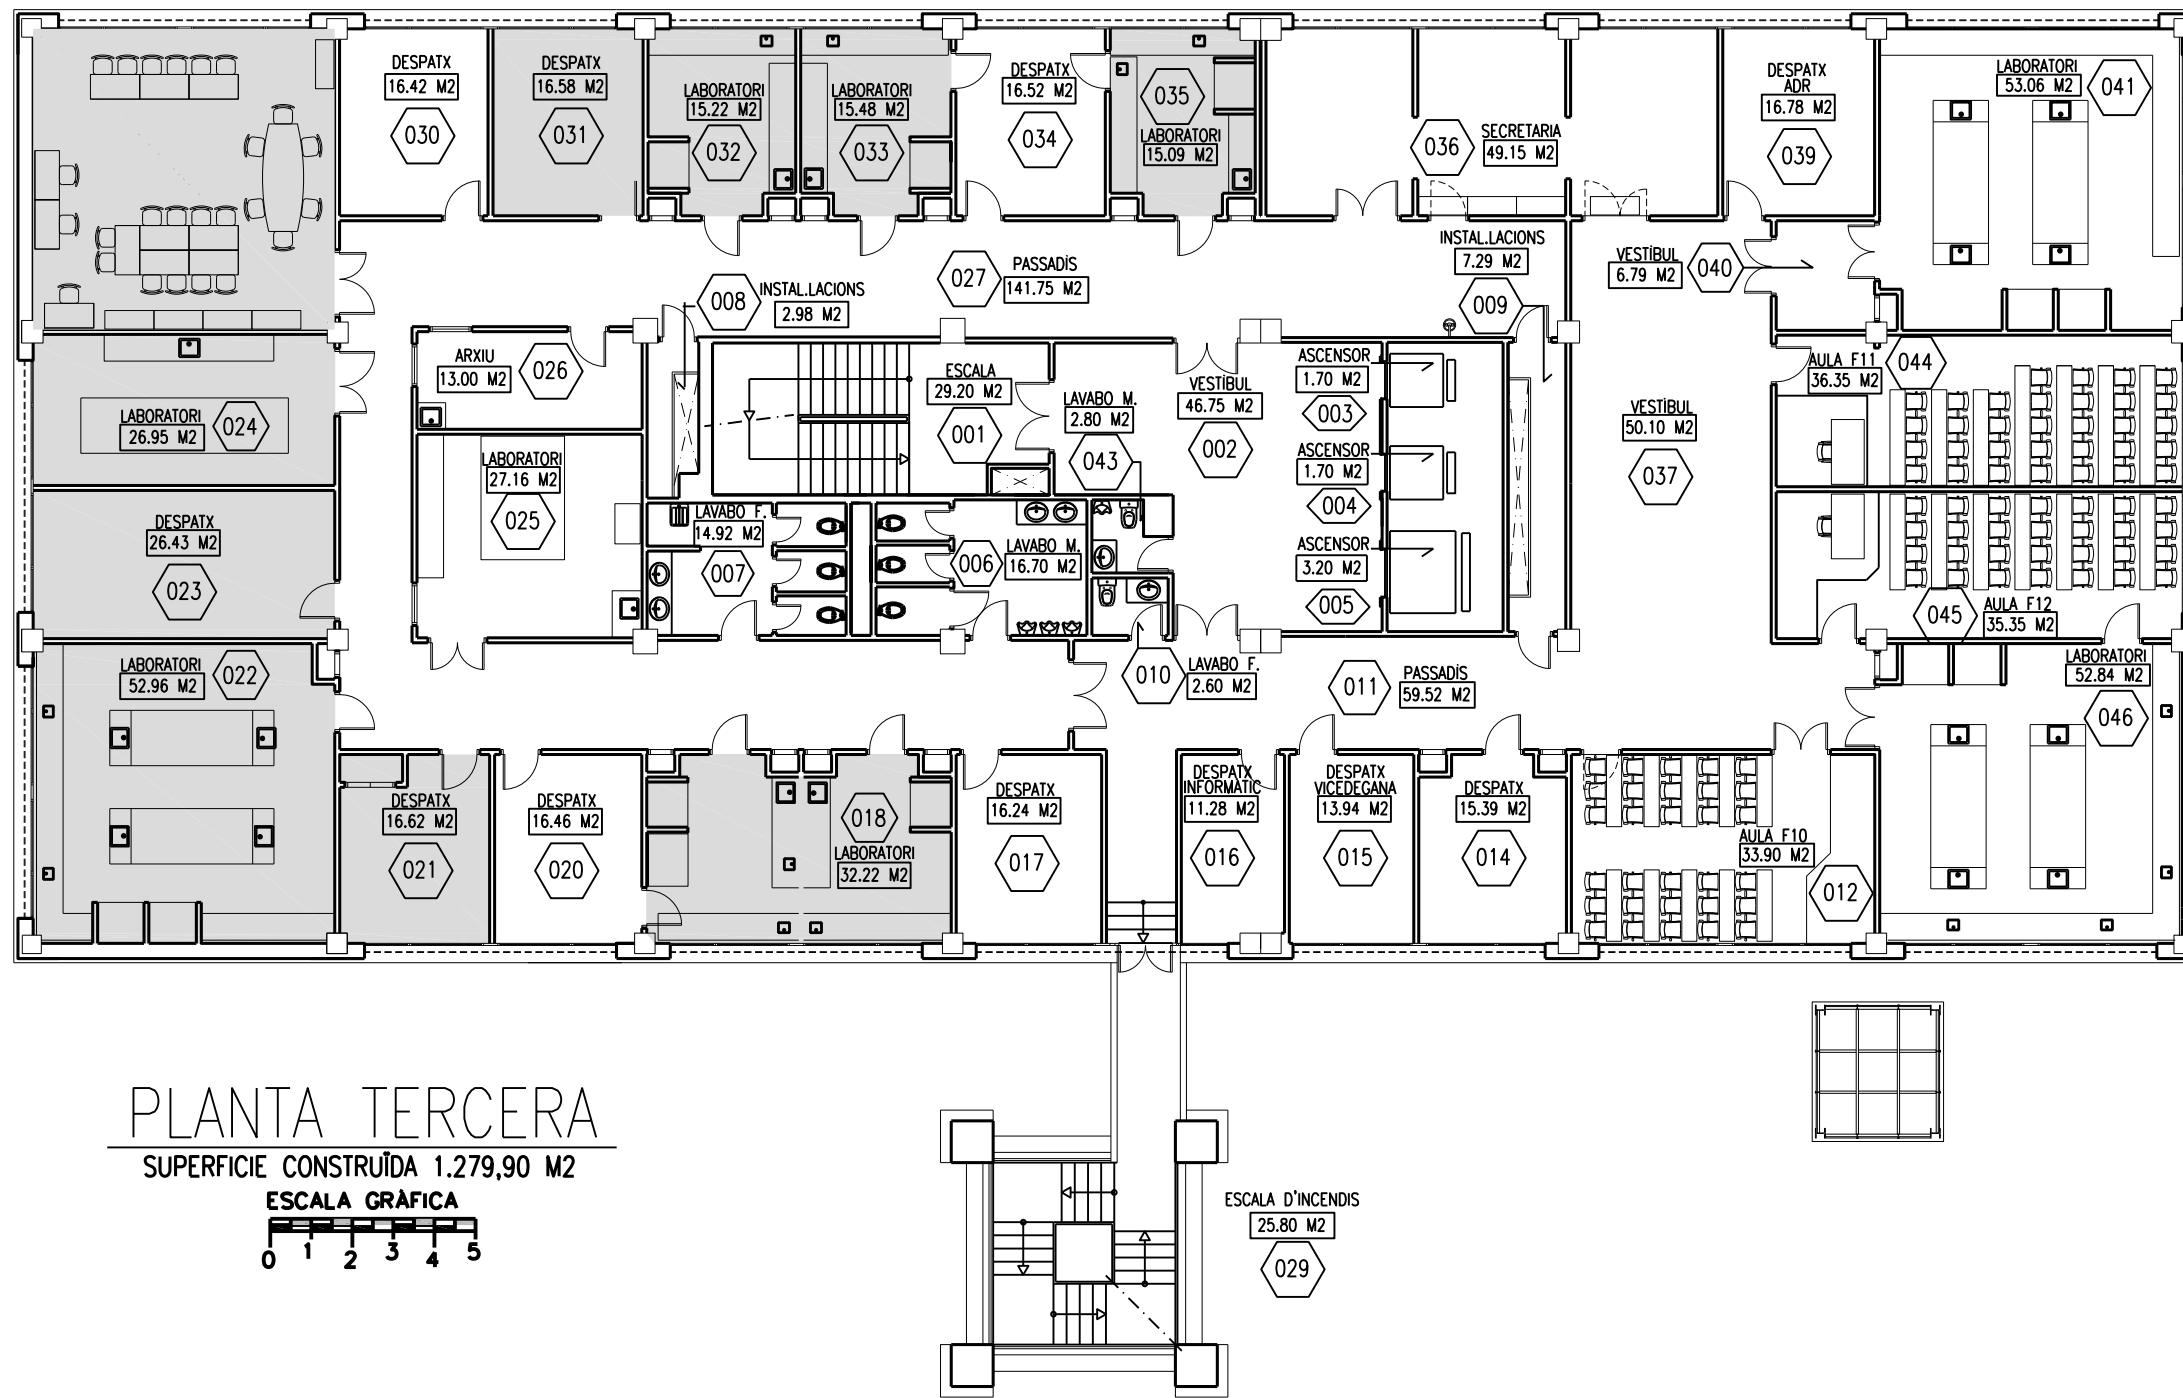 DESPATX
16.42 M2
030
DESPATX
16.58 M2
031
LABORATORI
15.22 M2
032
LABORATORI
15.48 M2
033
DESPATX
16.52 M2
034
035
LABORATORI
15.09 M2
036
SECRETARIA
49.15 M2
DESPATX
ADR
16.78 M2
039
LABORATORI
53.06 M2
041
008
INSTAL.LACIONS
2.98 M2
027
PASSADÍS
141.75 M2
INSTAL.LACIONS
7.29 M2
009
VESTÍBUL
6.79 M2
040
ARXIU
13.00 M2
026
ESCALA
29.20 M2
001
LAVABO M.
2.80 M2
043
VESTÍBUL
46.75 M2
002
ASCENSOR
1.70 M2
003
ASCENSOR
1.70 M2
004
ASCENSOR
3.20 M2
005
VESTÍBUL
50.10 M2
037
AULA F11
36.35 M2
044
LABORATORI
26.95 M2
024
LABORATORI
27.16 M2
025
LAVABO F.
14.92 M2
007
006
LAVABO M.
16.70 M2
DESPATX
26.43 M2
023
045
AULA F12
35.35 M2
LABORATORI
52.96 M2
022
010
LAVABO F.
2.60 M2
011
PASSADÍS
59.52 M2
LABORATORI
52.84 M2
046
DESPATX
16.62 M2
021
DESPATX
16.46 M2
020
018
LABORATORI
32.22 M2
DESPATX
16.24 M2
017
DESPATX
INFORMÀTIC
11.28 M2
016
DESPATX
VICEDEGANA
13.94 M2
015
DESPATX
15.39 M2
014
AULA F10
33.90 M2
012
PLANTA TERCERA
SUPERFICIE CONSTRUÏDA 1.279,90 M2
ESCALA GRÀFICA
0 1 2 3 4 5
ESCALA D'INCENDIS
25.80 M2
029